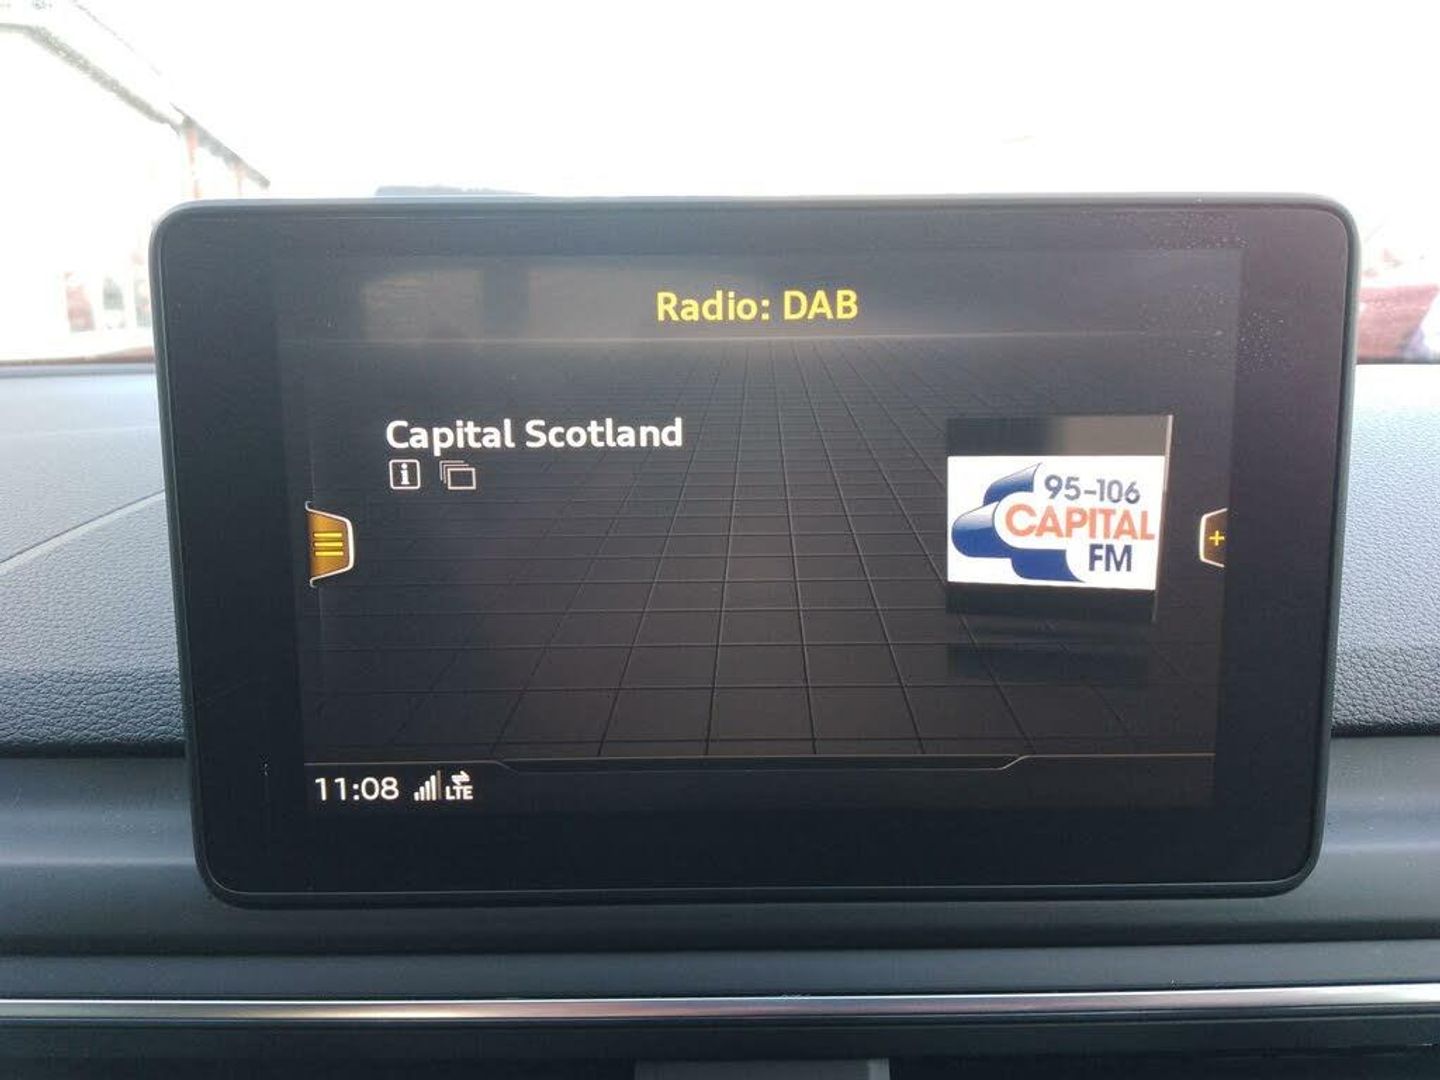 Radio: DAB
Capital Scotland
95-106
CAPITAL
FM
11:08 LTE